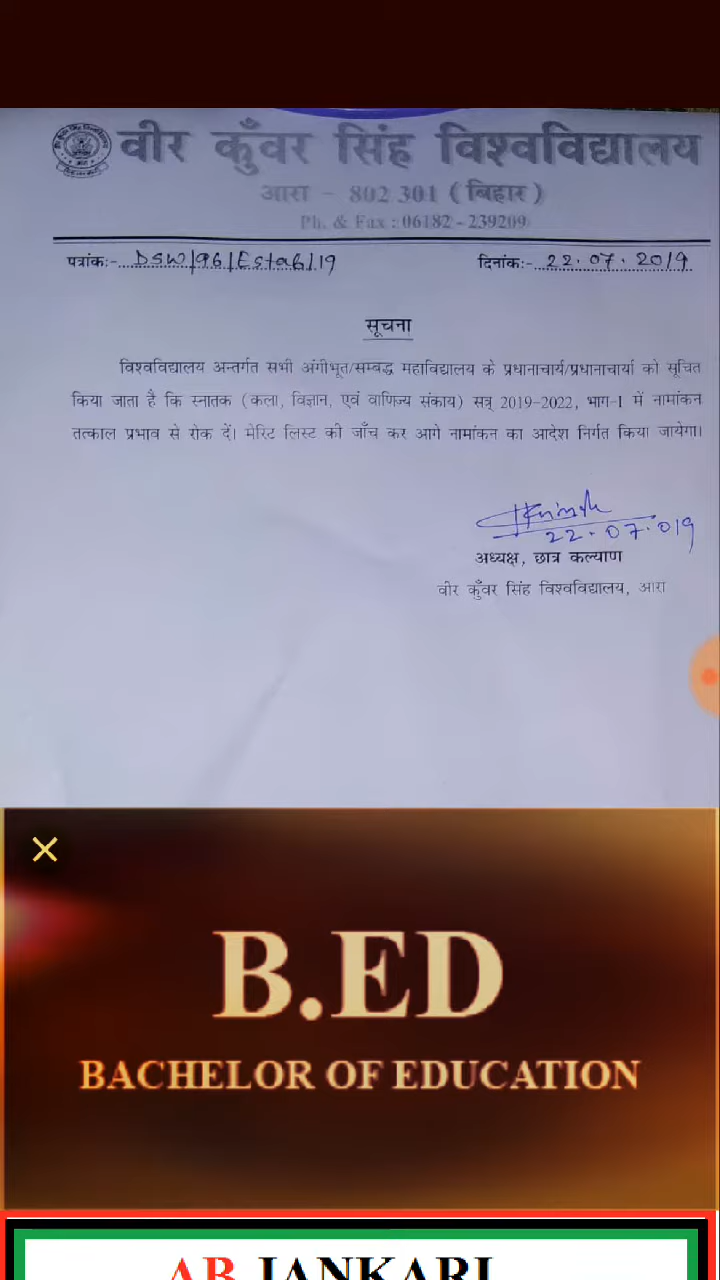 वीर कुँवर सिंह विश्वविद्यालय
आरा - 802 301 ( बिहार )
Ph. & Fax : 06182 - 239209
पत्रांकः- DSW/96/Estab/19 दिनांकः- 22.07.2019
सूचना
विश्वविद्यालय अन्तर्गत सभी अंगीभूत/सम्बद्ध महाविद्यालय के प्रधानाचार्य/प्रधानाचार्या को सूचित
किया जाता है कि स्नातक (कला, विज्ञान, एवं वाणिज्य संकाय) सत्र् 2019-2022, भाग-I में नामांकन
तत्काल प्रभाव से रोक दें। मेरिट लिस्ट की जाँच कर आगे नामांकन का आदेश निर्गत किया जायेगा।
22.07.019
अध्यक्ष, छात्र कल्याण
वीर कुँवर सिंह विश्वविद्यालय, आरा
B.ED
BACHELOR OF EDUCATION
AB JANKARI